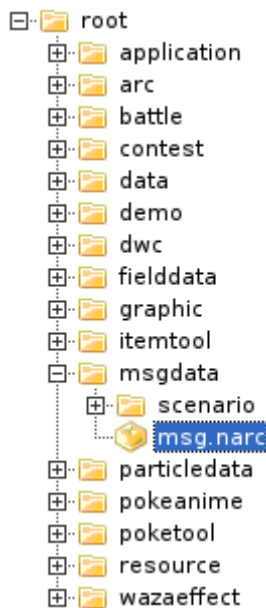 root
application
arc
battle
contest
data
demo
dwc
fielddata
graphic
itemtool
msgdata
scenario
msg.narc
particledata
pokeanime
poketool
resource
wazaeffect